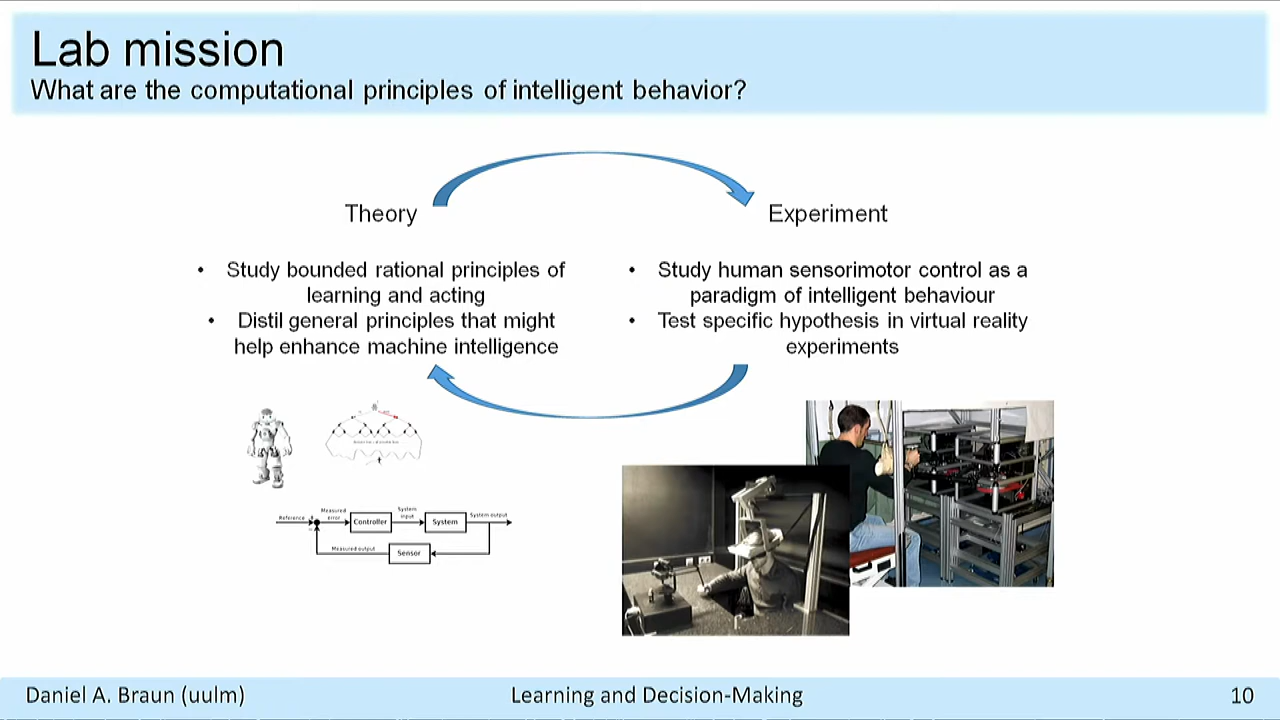 Lab mission
What are the computational principles of intelligent behavior?
Theory
• Study bounded rational principles of
learning and acting
• Distil general principles that might
help enhance machine intelligence
Experiment
• Study human sensorimotor control as a
paradigm of intelligent behaviour
• Test specific hypothesis in virtual reality
experiments
Reference
+
Measured
error
Controller
System
input
System
System output
Measured output
Sensor
Daniel A. Braun (uulm)
Learning and Decision-Making
10